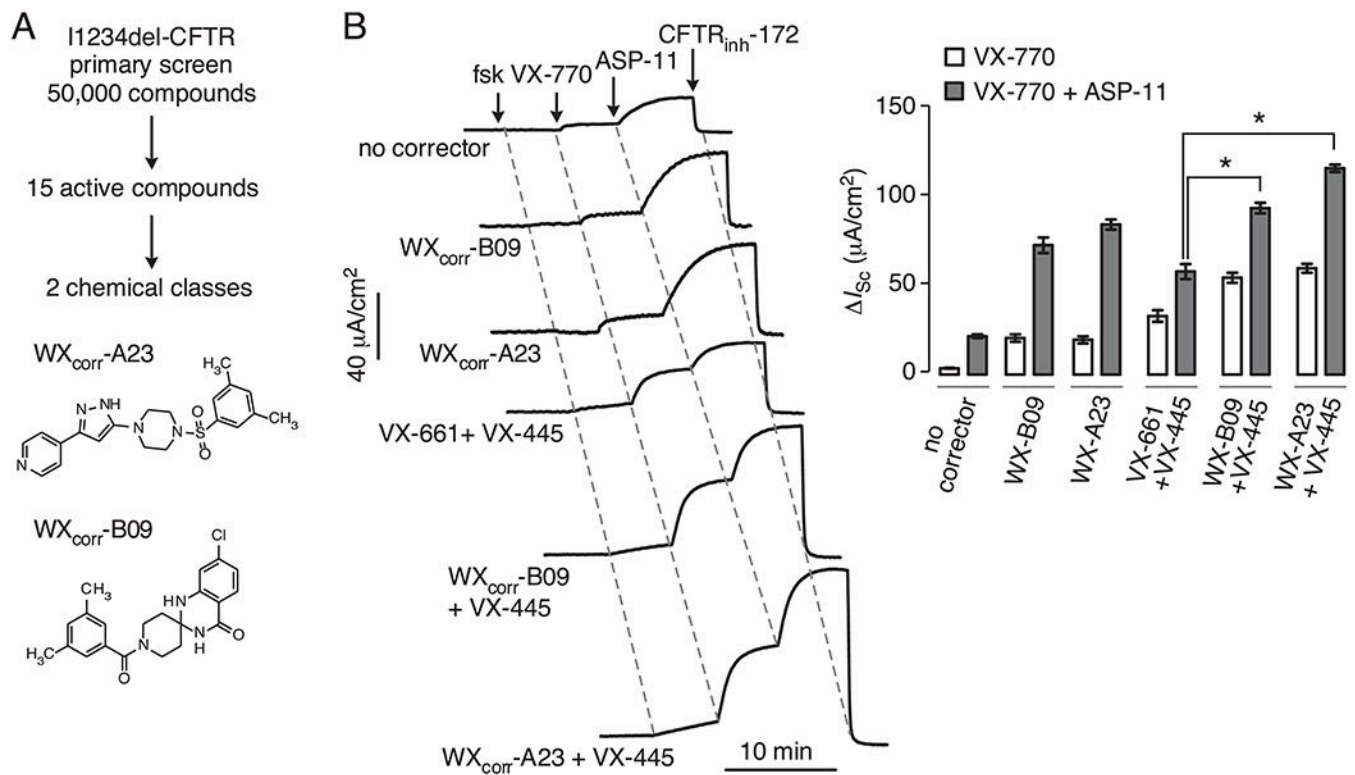 A
I1234del-CFTR
primary screen
50,000 compounds
15 active compounds
2 chemical classes
WXcorr-A23
H3C
CH3
N
NH
N
N
S
O
O
N
WXcorr-B09
Cl
CH3
HN
N
H
O
H3C
N
O
B
CFTRinh-172
ASP-11
fsk VX-770
no corrector
WXcorr-B09
WXcorr-A23
VX-661+ VX-445
WXcorr-B09
+ VX-445
WXcorr-A23 + VX-445
40 µA/cm2
10 min
VX-770
VX-770 + ASP-11
150
100
50
0
ΔISc (µA/cm2)
*
*
no
corrector
WX-B09
WX-A23
VX-661
+VX-445
WX-B09
+VX-445
WX-A23
+ VX-445